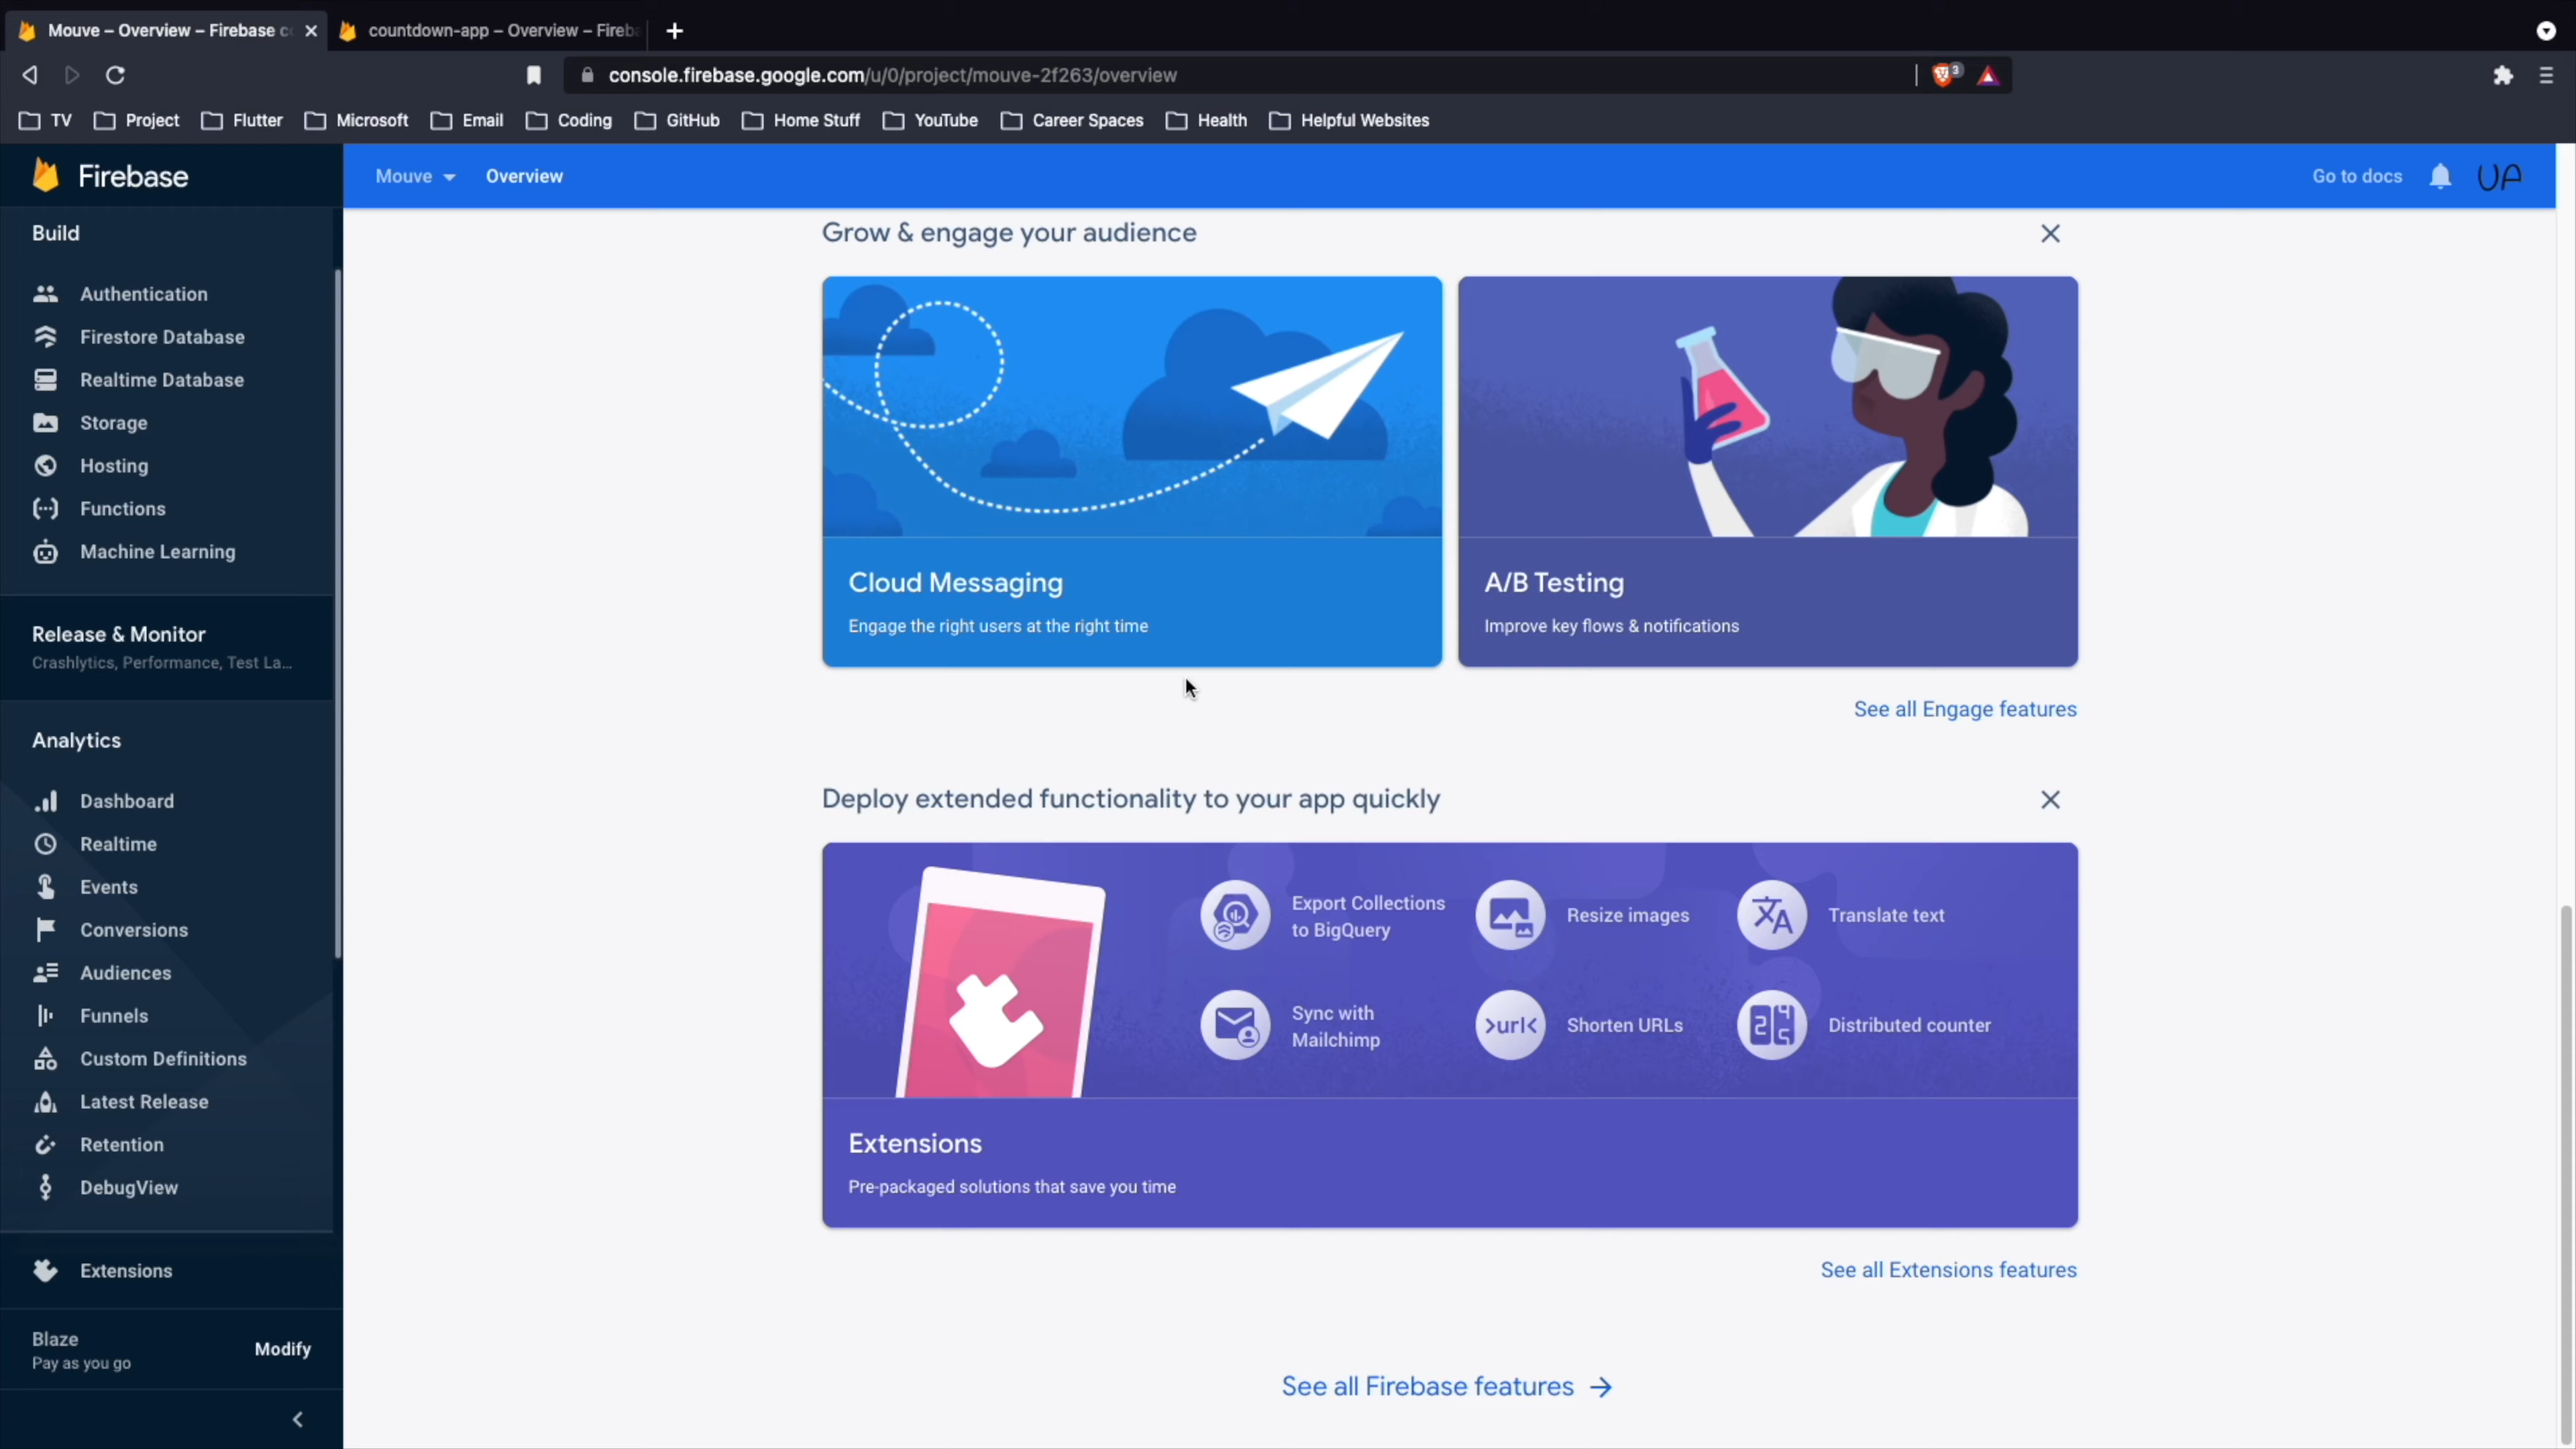 Mouve – Overview – Firebase c
countdown-app – Overview – Fireb
console.firebase.google.com/u/0/project/mouve-2f263/overview
3
TV
Project
Flutter
Microsoft
Email
Coding
GitHub
Home Stuff
YouTube
Career Spaces
Health
Helpful Websites
Firebase
Mouve
Overview
Go to docs
UA
Build
Authentication
Firestore Database
Realtime Database
Storage
Hosting
Functions
Machine Learning
Release & Monitor
Crashlytics, Performance, Test La...
Analytics
Dashboard
Realtime
Events
Conversions
Audiences
Funnels
Custom Definitions
Latest Release
Retention
DebugView
Extensions
Blaze
Pay as you go
Modify
Grow & engage your audience
Cloud Messaging
Engage the right users at the right time
A/B Testing
Improve key flows & notifications
See all Engage features
Deploy extended functionality to your app quickly
Export Collections
to BigQuery
Resize images
Translate text
Sync with
Mailchimp
>url<
Shorten URLs
Distributed counter
Extensions
Pre-packaged solutions that save you time
See all Extensions features
See all Firebase features